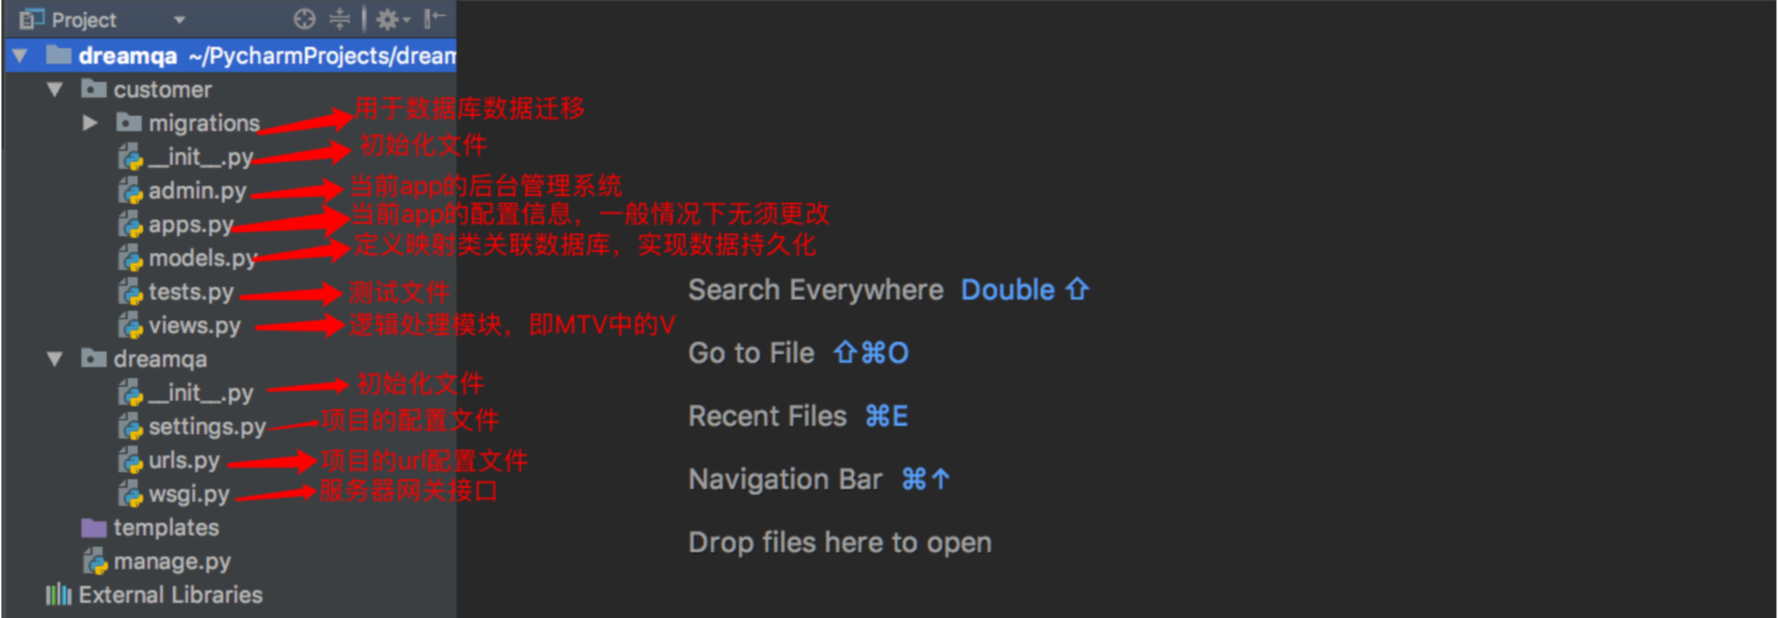 Project
dreamqa ~/PycharmProjects/dream
customer
migrations 用于数据库数据迁移
__init__.py 初始化文件
admin.py 当前app的后台管理系统
apps.py 当前app的配置信息，一般情况下无须更改
models.py 定义映射类关联数据库，实现数据持久化
tests.py 测试文件
views.py 逻辑处理模块，即MTV中的V
dreamqa
__init__.py 初始化文件
settings.py 项目的配置文件
urls.py 项目的url配置文件
wsgi.py 服务器网关接口
templates
manage.py
External Libraries
Search Everywhere Double ⇧
Go to File ⇧⌘O
Recent Files ⌘E
Navigation Bar ⌘↑
Drop files here to open